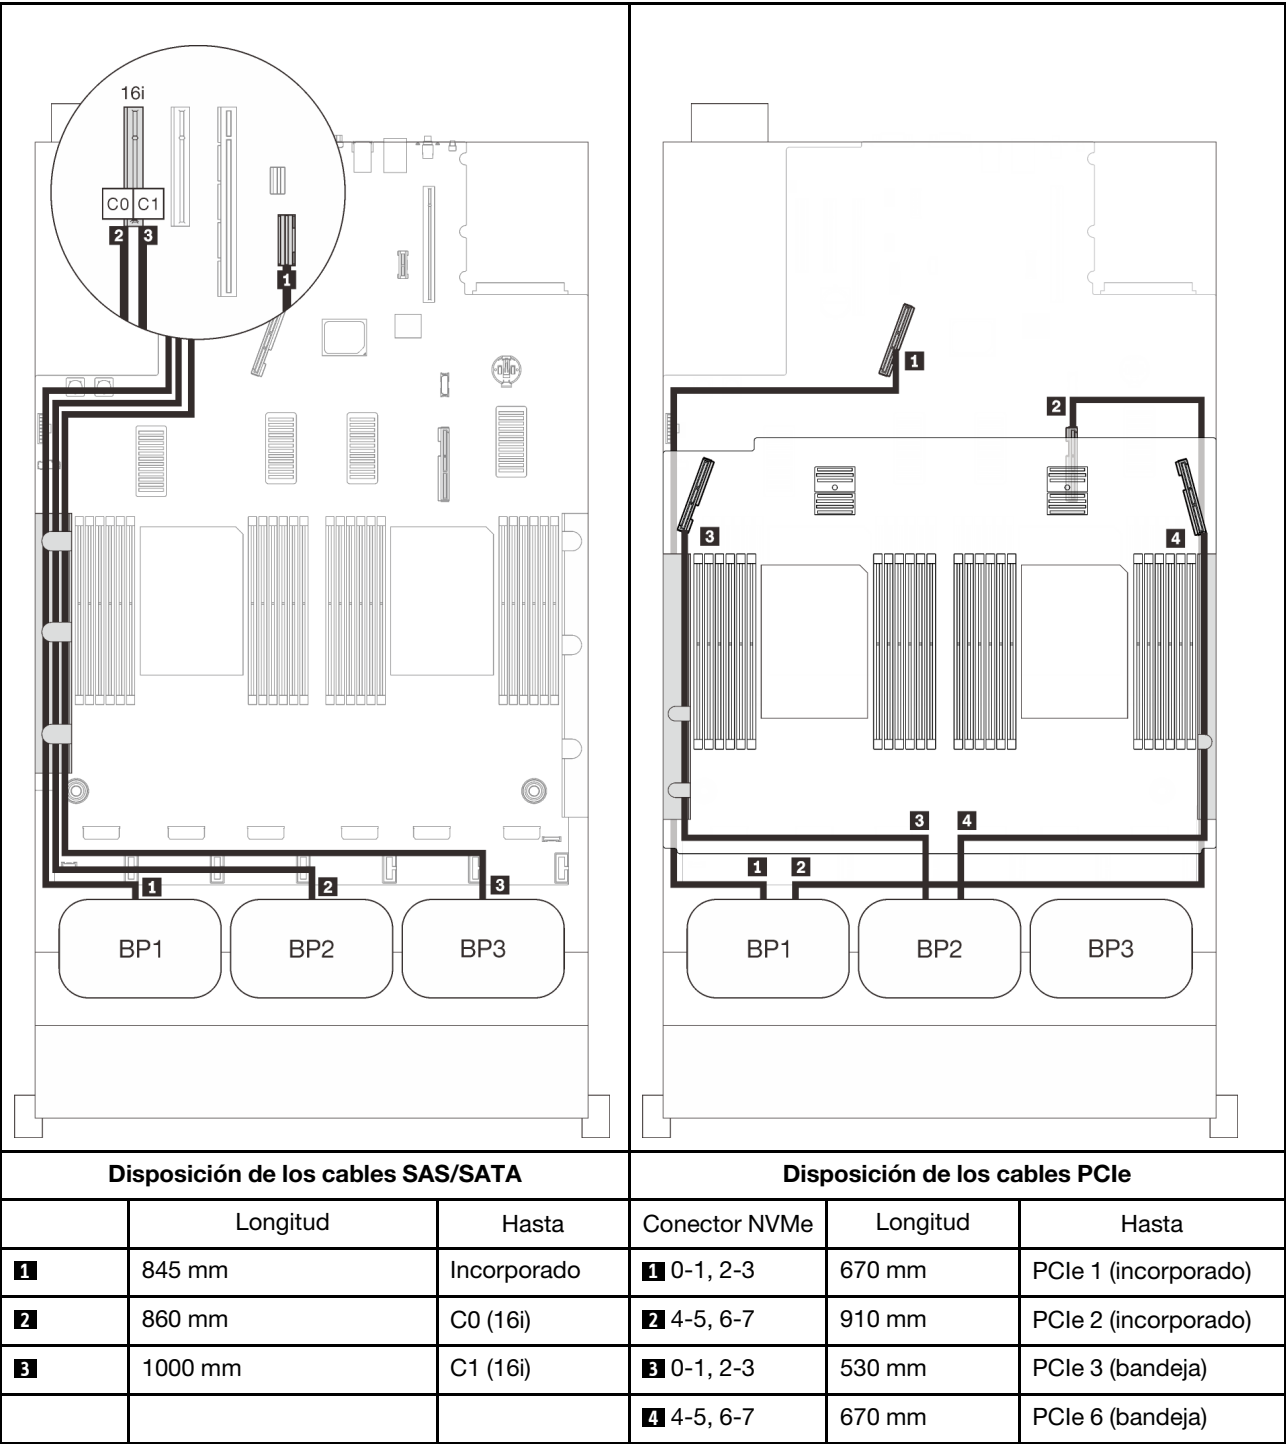 16i
C0 C1
2 3
1
1
2
3
BP1 BP2 BP3
1
2
3
4
3 4
1 2
BP1 BP2 BP3
Disposición de los cables SAS/SATA
Longitud Hasta
1 845 mm Incorporado
2 860 mm C0 (16i)
3 1000 mm C1 (16i)
Disposición de los cables PCIe
Conector NVMe Longitud Hasta
1 0-1, 2-3 670 mm PCIe 1 (incorporado)
2 4-5, 6-7 910 mm PCIe 2 (incorporado)
3 0-1, 2-3 530 mm PCIe 3 (bandeja)
4 4-5, 6-7 670 mm PCIe 6 (bandeja)